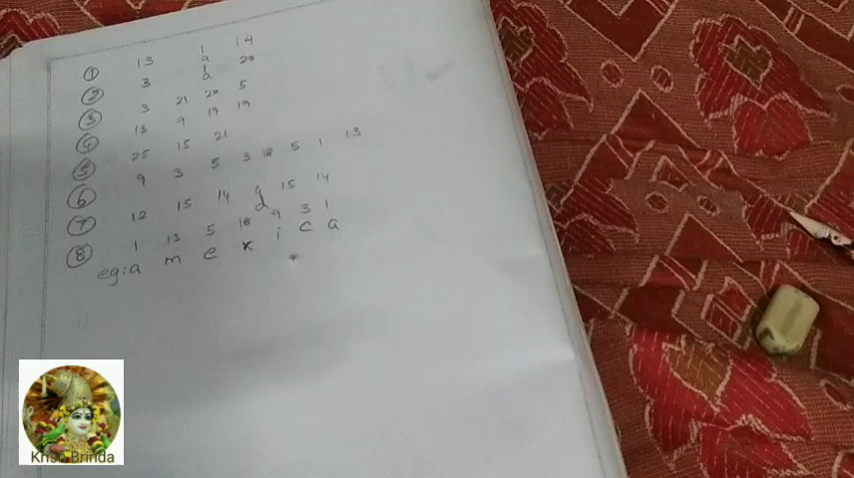 ① 13 1 14
a
② 3 d 20
③ 3 21 20 5
④ 13 9 19 19
⑤ 25 15 21
⑥ 9 3 5 3 18 5 1 13
⑦ 12 15 14 4 15 14
d
⑧ 1 13 5 18 9 3 1
eg:a m e r i c a
Krish Brinda